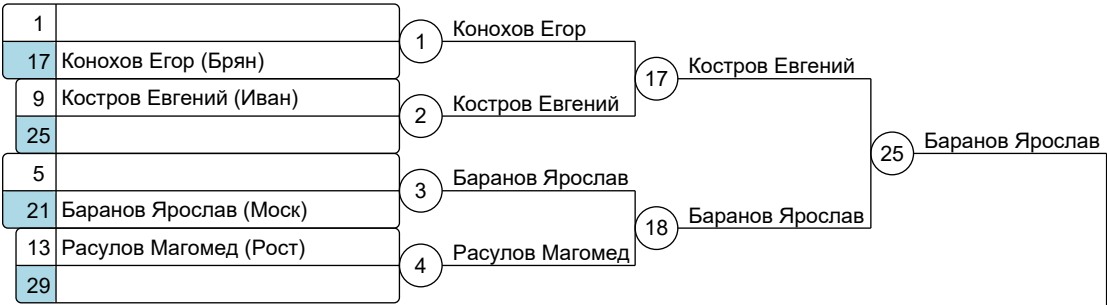 1
17 Конохов Егор (Брян)
9 Костров Евгений (Иван)
25
5
21 Баранов Ярослав (Моск)
13 Расулов Магомед (Рост)
29
1 Конохов Егор
2 Костров Евгений
3 Баранов Ярослав
4 Расулов Магомед
17 Костров Евгений
18 Баранов Ярослав
25 Баранов Ярослав